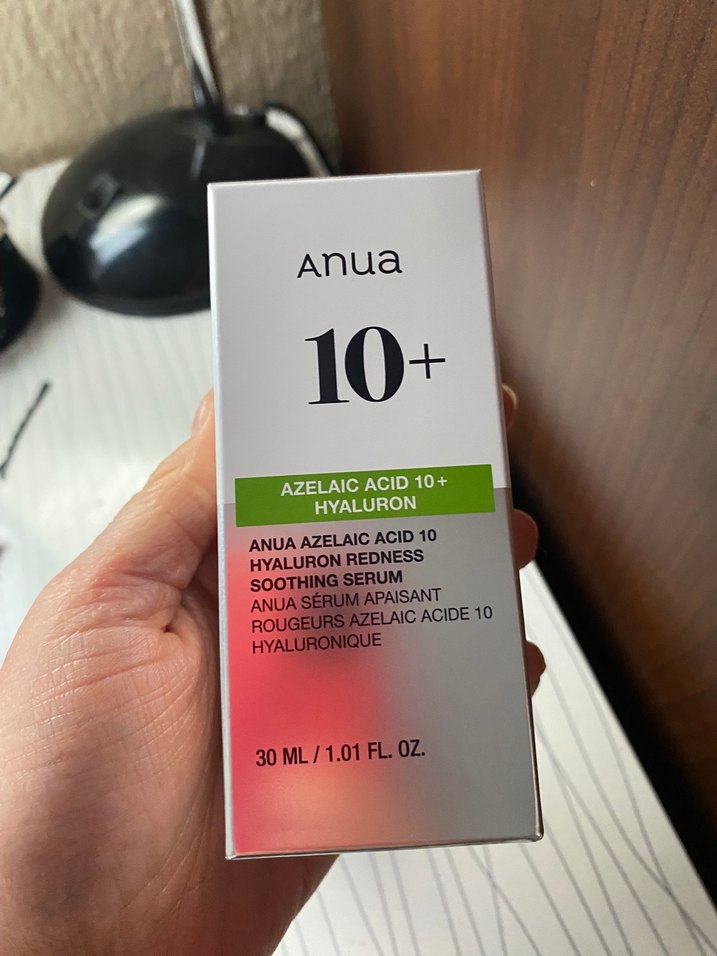 Anua
10+
AZELAIC ACID 10+
HYALURON
ANUA AZELAIC ACID 10
HYALURON REDNESS
SOOTHING SERUM
ANUA SÉRUM APAISANT
ROUGEURS AZELAIC ACIDE 10
HYALURONIQUE
30 ML / 1.01 FL. OZ.